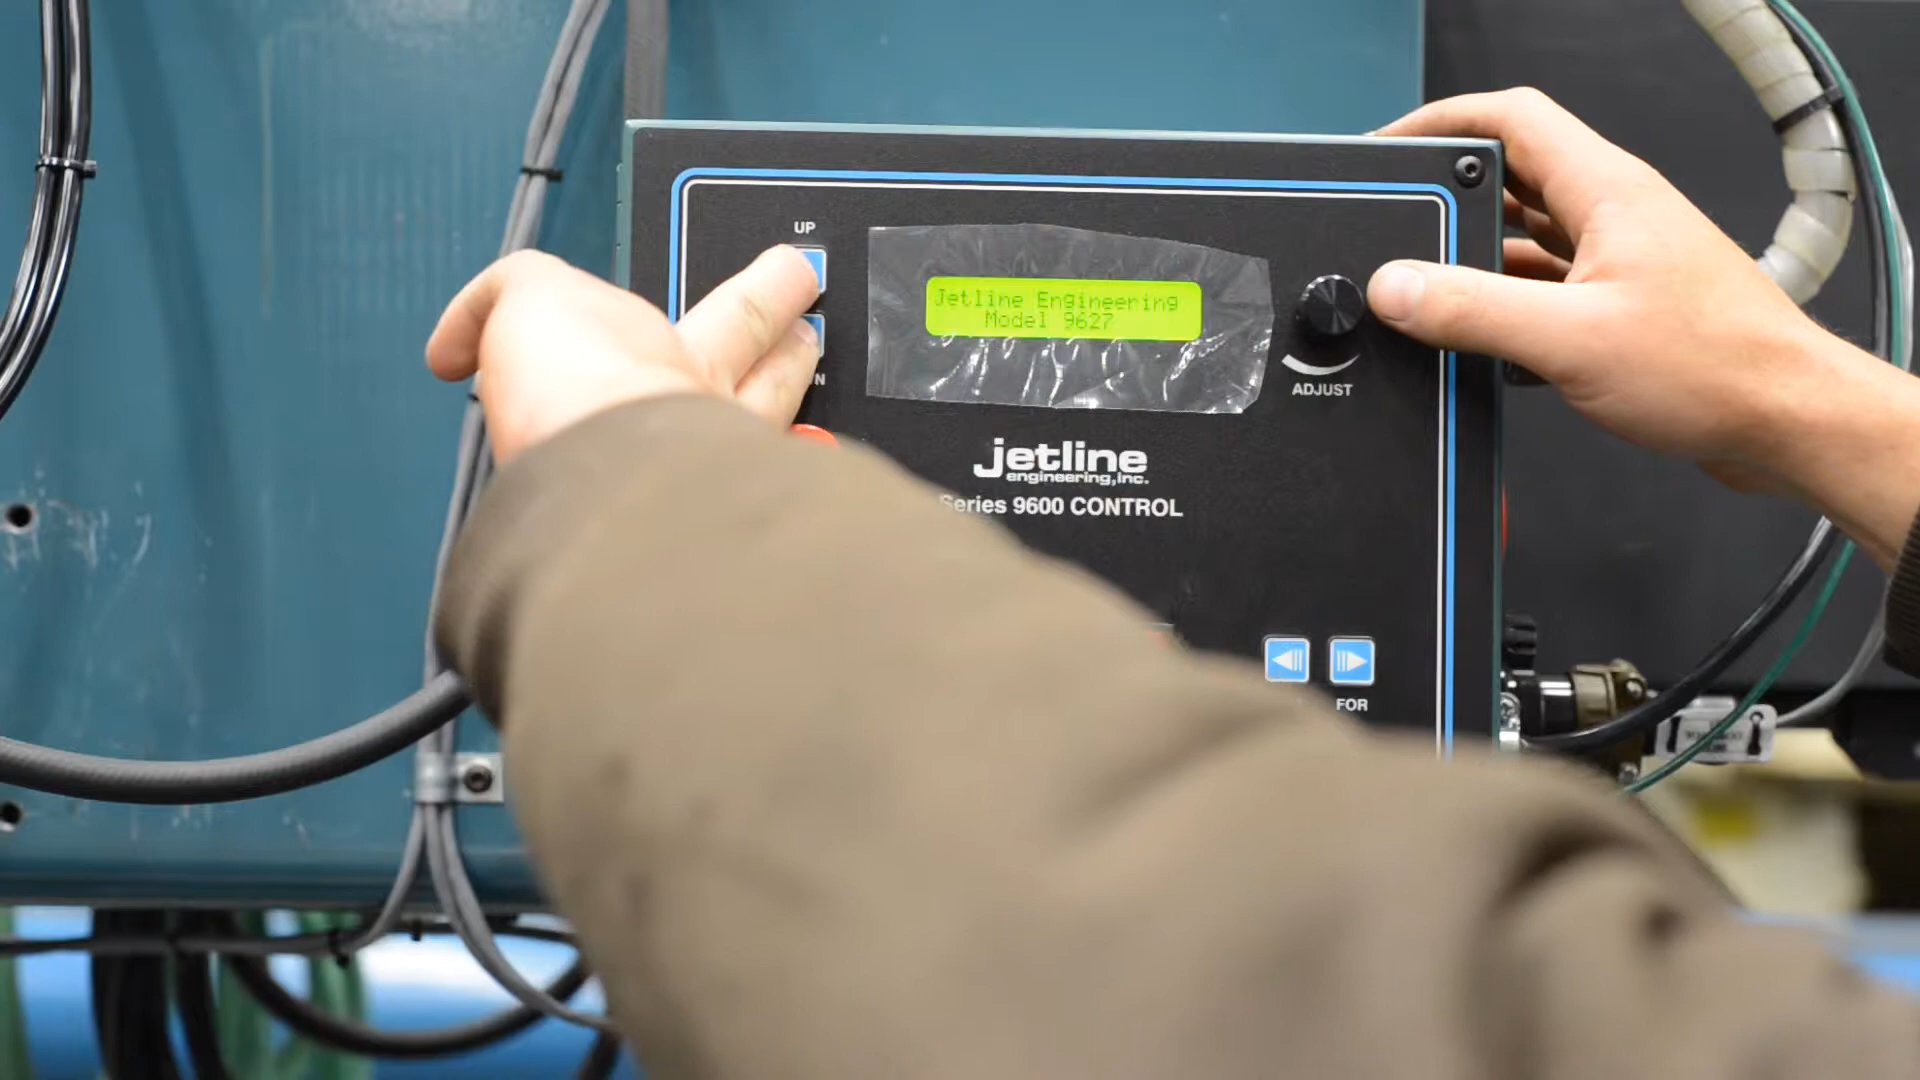 UP
Jetline Engineering
Model 9627
ADJUST
jetline
engineering,inc.
Series 9600 CONTROL
FOR